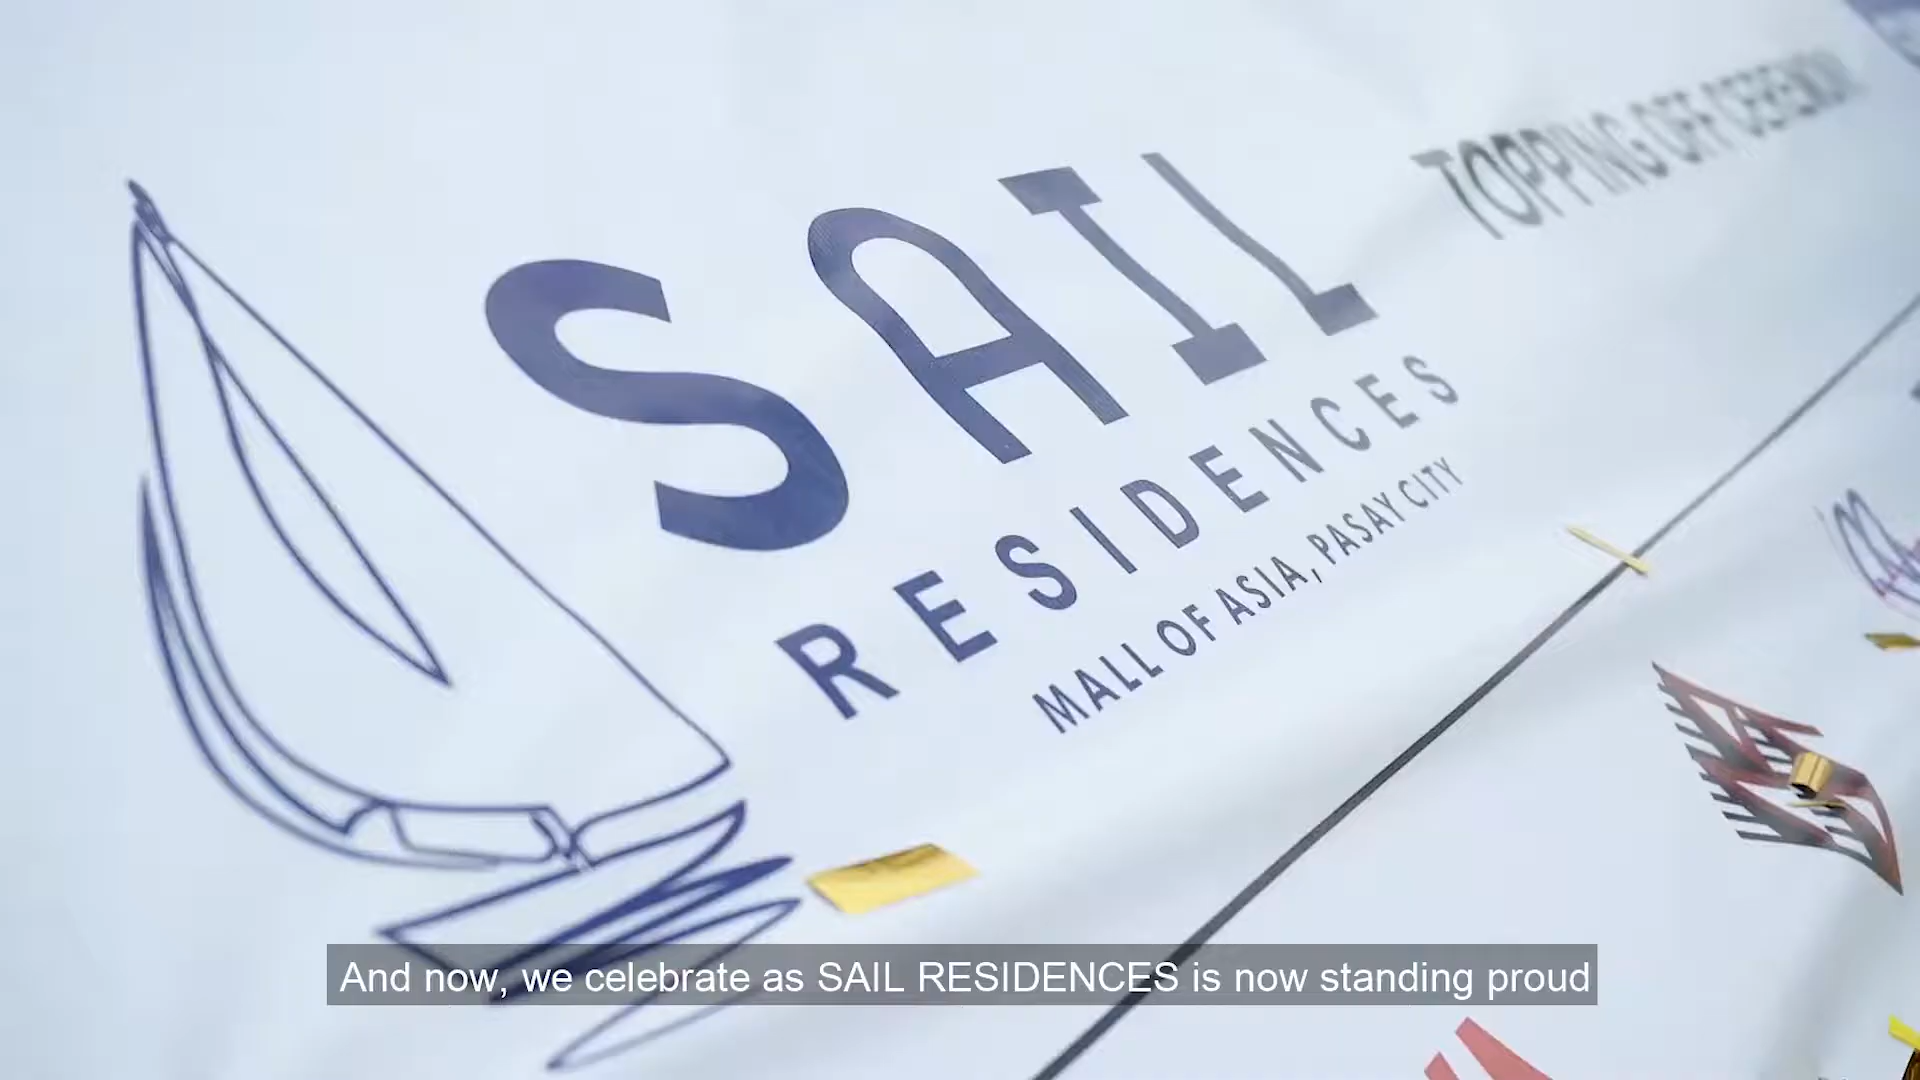 SAIL
RESIDENCES
MALL OF ASIA, PASAY CITY
TOPPING OFF CEREMONY
And now, we celebrate as SAIL RESIDENCES is now standing proud